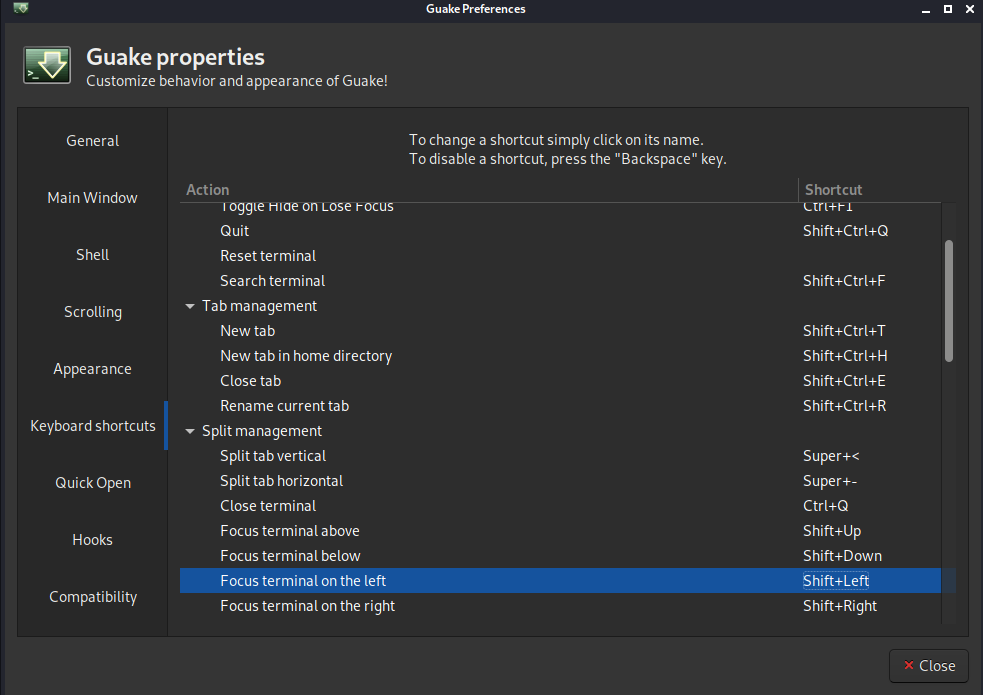 Guake Preferences
Guake properties
Customize behavior and appearance of Guake!
General
Main Window
Shell
Scrolling
Appearance
Keyboard shortcuts
Quick Open
Hooks
Compatibility
To change a shortcut simply click on its name.
To disable a shortcut, press the "Backspace" key.
Action Shortcut
Toggle Hide on Lose Focus Ctrl+F1
Quit Shift+Ctrl+Q
Reset terminal
Search terminal Shift+Ctrl+F
Tab management
New tab Shift+Ctrl+T
New tab in home directory Shift+Ctrl+H
Close tab Shift+Ctrl+E
Rename current tab Shift+Ctrl+R
Split management
Split tab vertical Super+<
Split tab horizontal Super+-
Close terminal Ctrl+Q
Focus terminal above Shift+Up
Focus terminal below Shift+Down
Focus terminal on the left Shift+Left
Focus terminal on the right Shift+Right
Close